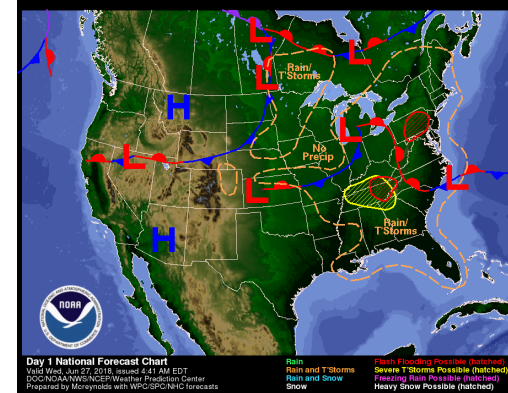 L
L
L
Rain/
T'Storms
H
L
No
Precip
L
L
L
H
Rain/
T'Storms
NOAA
Day 1 National Forecast Chart
Valid Wed, Jun 27, 2018, issued 4:41 AM EDT
DOC/NOAA/NWS/NCEP/Weather Prediction Center
Prepared by Mcreynolds with WPC/SPC/NHC forecasts
Rain
Rain and T'Storms
Rain and Snow
Snow
Flash Flooding Possible (hatched)
Severe T'Storms Possible (hatched)
Freezing Rain Possible (hatched)
Heavy Snow Possible (hatched)